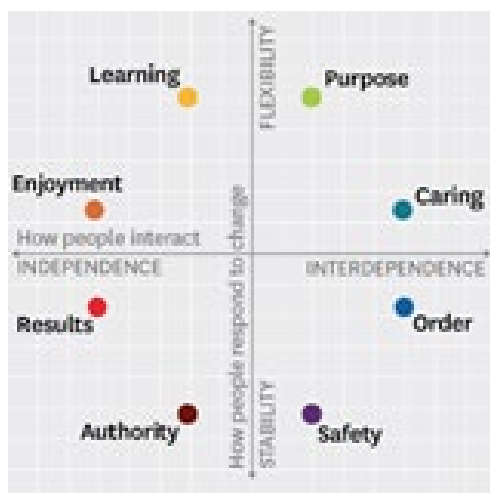 FLEXIBILITY
Learning
Purpose
Enjoyment
Caring
How people interact
How people respond to change
INDEPENDENCE
INTERDEPENDENCE
Results
Order
STABILITY
Authority
Safety